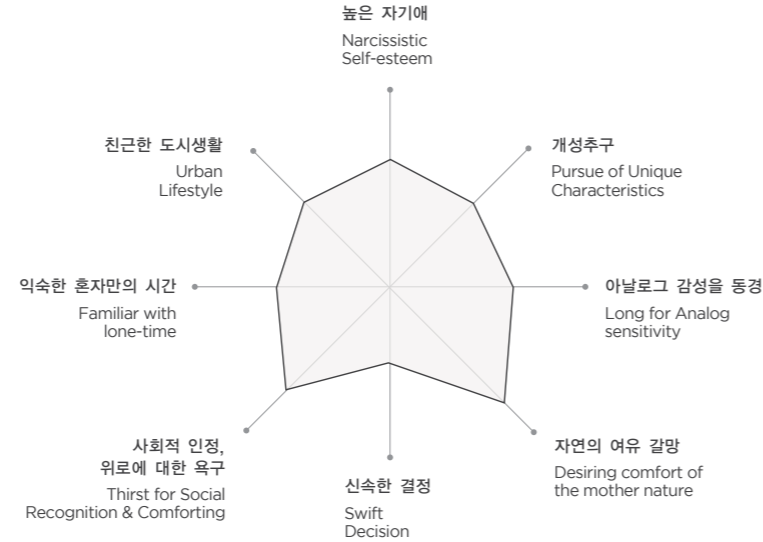 높은 자기애
Narcissistic
Self-esteem
친근한 도시생활
Urban
Lifestyle
개성추구
Pursue of Unique
Characteristics
익숙한 혼자만의 시간
Familiar with
lone-time
아날로그 감성을 동경
Long for Analog
sensitivity
사회적 인정,
위로에 대한 욕구
Thirst for Social
Recognition & Comforting
신속한 결정
Swift
Decision
자연의 여유 갈망
Desiring comfort of
the mother nature